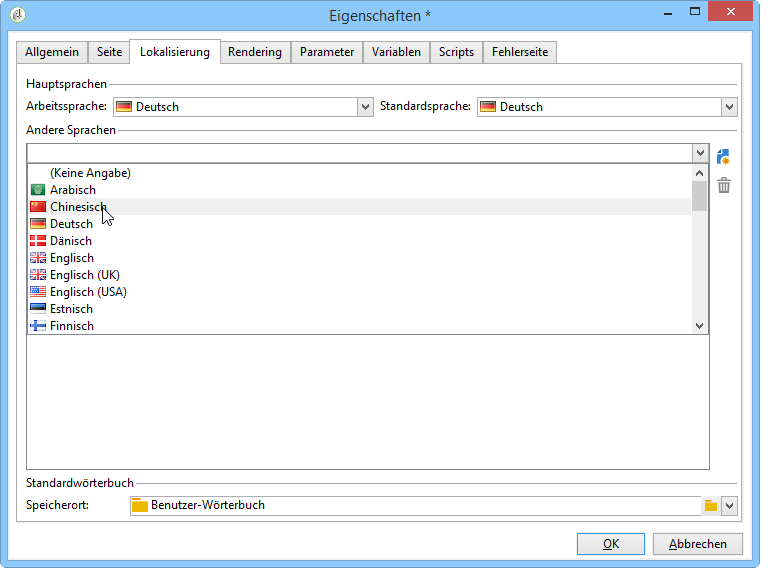 Eigenschaften *
Allgemein Seite Lokalisierung Rendering Parameter Variablen Scripts Fehlerseite
Hauptsprachen
Arbeitssprache: Deutsch Standardsprache: Deutsch
Andere Sprachen
(Keine Angabe)
Arabisch
Chinesisch
Deutsch
Dänisch
Englisch
Englisch (UK)
Englisch (USA)
Estnisch
Finnisch
Standardwörterbuch
Speicherort: Benutzer-Wörterbuch
OK Abbrechen